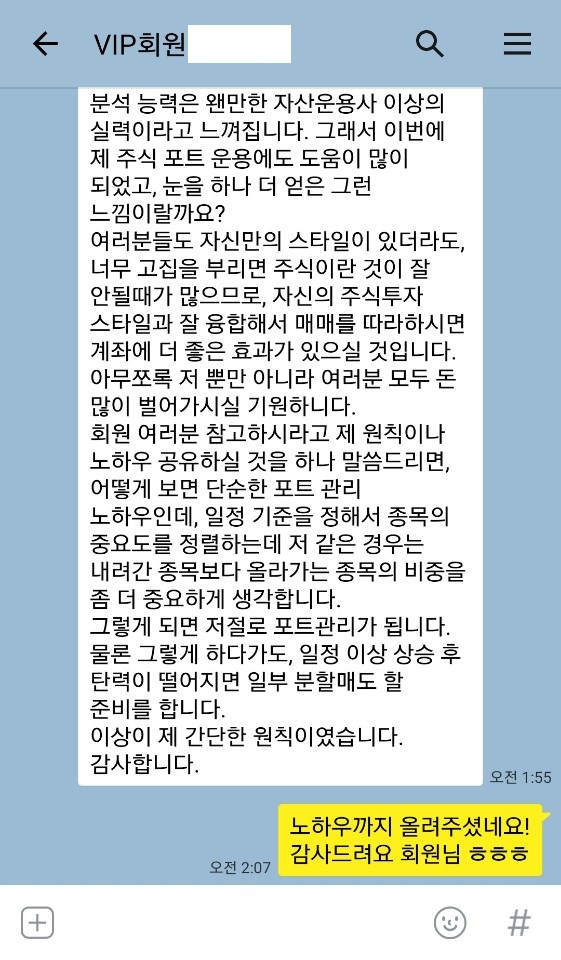 VIP회원
분석 능력은 왠만한 자산운용사 이상의
실력이라고 느껴집니다. 그래서 이번에
제 주식 포트 운용에도 도움이 많이
되었고, 눈을 하나 더 얻은 그런
느낌이랄까요?
여러분들도 자신만의 스타일이 있더라도,
너무 고집을 부리면 주식이란 것이 잘
안될때가 많으므로, 자신의 주식투자
스타일과 잘 융합해서 매매를 따라하시면
계좌에 더 좋은 효과가 있으실 것입니다.
아무쪼록 저 뿐만 아니라 여러분 모두 돈
많이 벌어가시실 기원하니다.
회원 여러분 참고하시라고 제 원칙이나
노하우 공유하실 것을 하나 말씀드리면,
어떻게 보면 단순한 포트 관리
노하우인데, 일정 기준을 정해서 종목의
중요도를 정렬하는데 저 같은 경우는
내려간 종목보다 올라가는 종목의 비중을
좀 더 중요하게 생각합니다.
그렇게 되면 저절로 포트관리가 됩니다.
물론 그렇게 하다가도, 일정 이상 상승 후
탄력이 떨어지면 일부 분할매도 할
준비를 합니다.
이상이 제 간단한 원칙이였습니다.
감사합니다.
오전 1:55
노하우까지 올려주셨네요!
감사드려요 회원님 ㅎㅎㅎ
오전 2:07